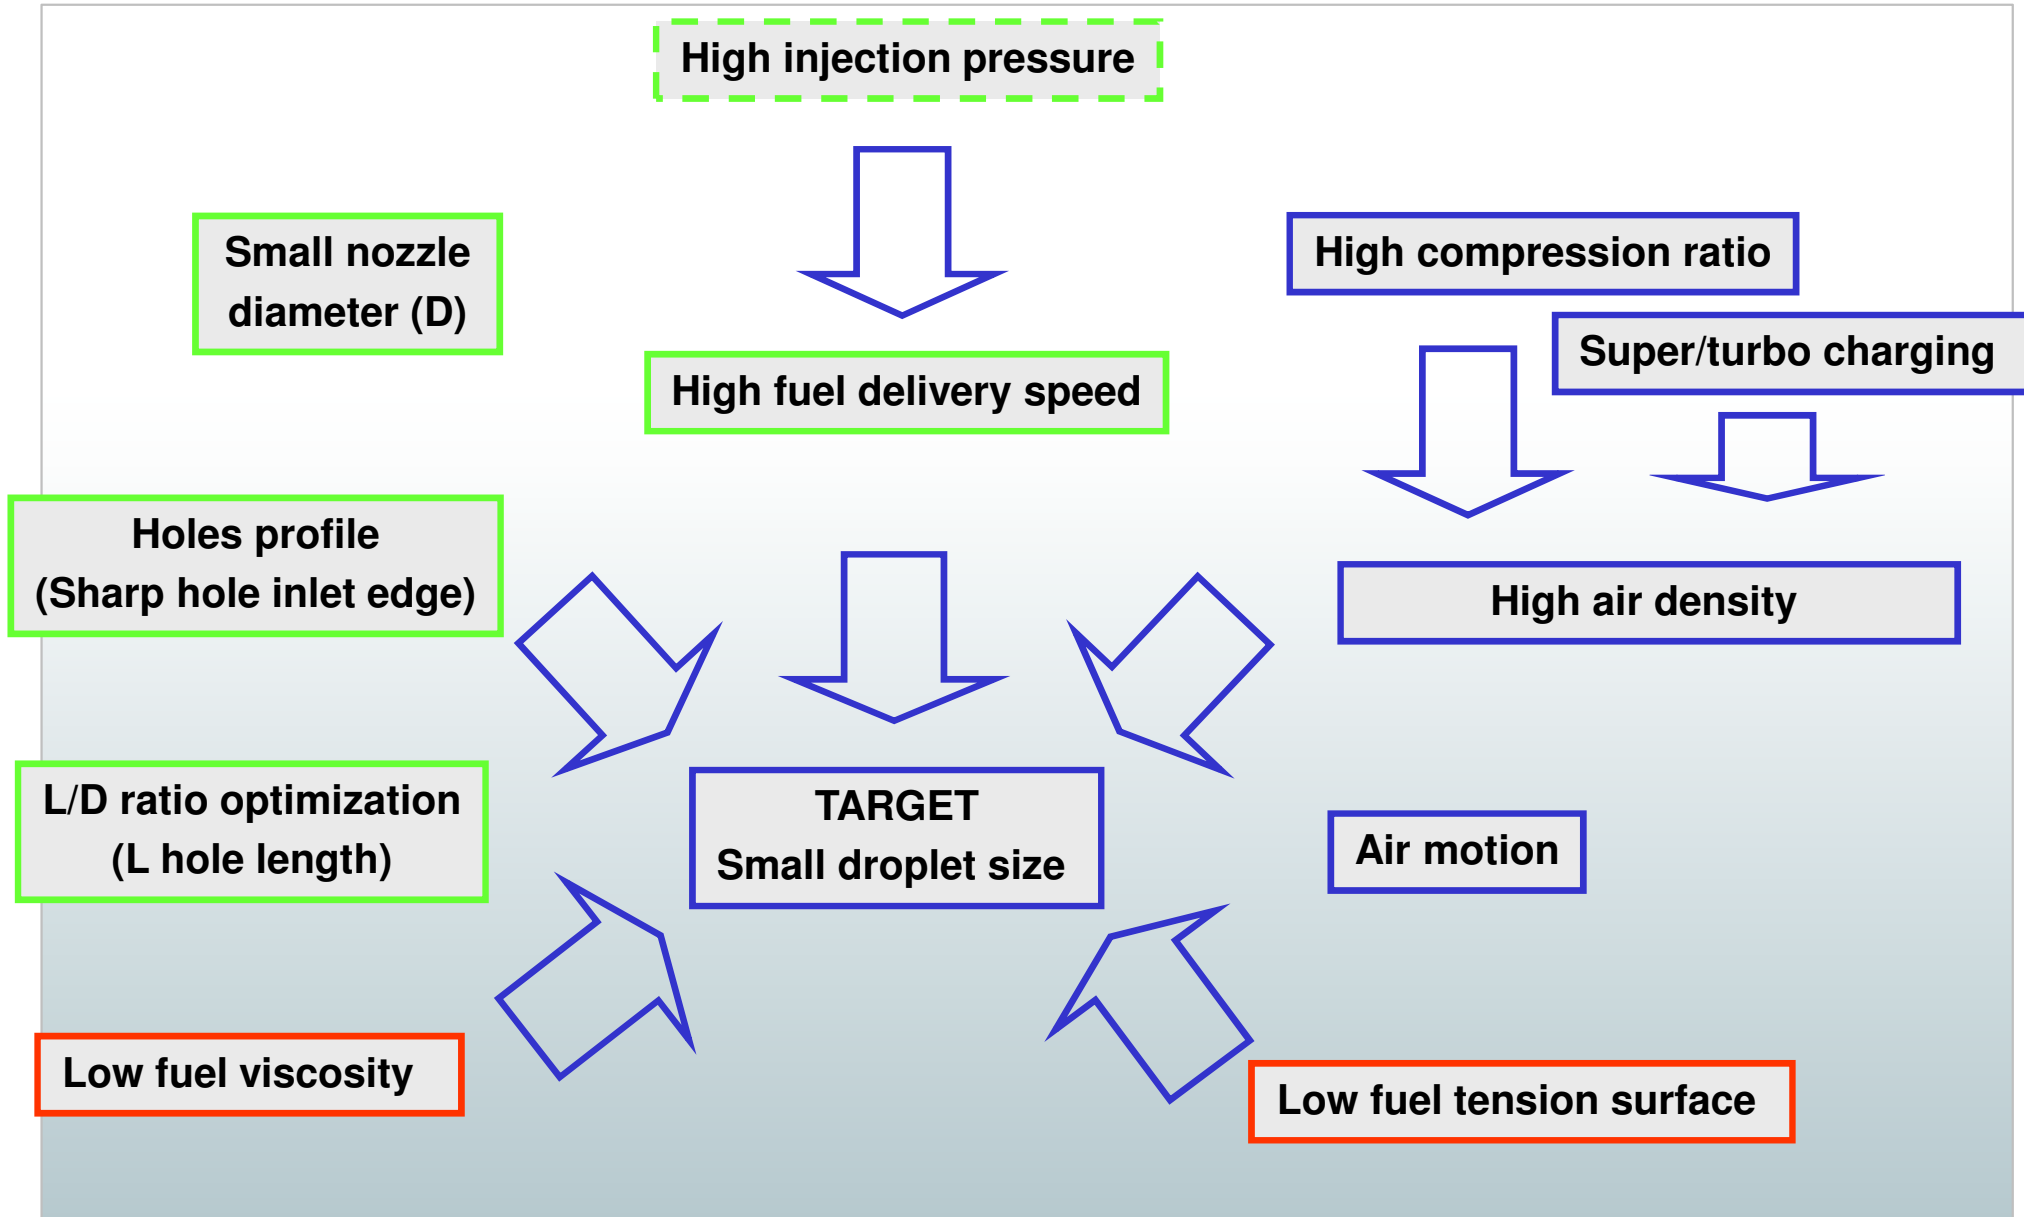 High injection pressure
Small nozzle
diameter (D)
High compression ratio
Super/turbo charging
High fuel delivery speed
Holes profile
(Sharp hole inlet edge)
High air density
L/D ratio optimization
(L hole length)
TARGET
Small droplet size
Air motion
Low fuel viscosity
Low fuel tension surface